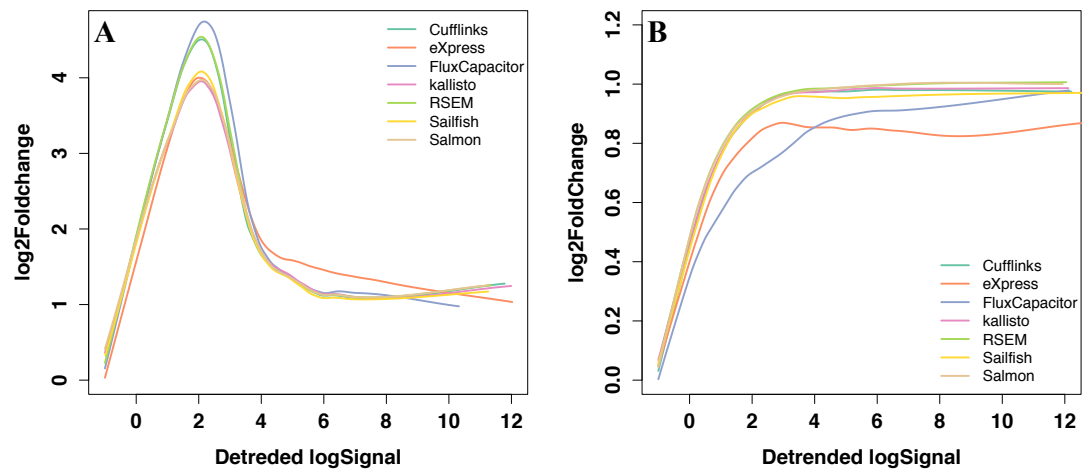 A
Cufflinks
eXpress
FluxCapacitor
kallisto
RSEM
Sailfish
Salmon
log2Foldchange
4
3
2
1
0
0 2 4 6 8 10 12
Detreded logSignal
B
log2FoldChange
1.2
1.0
0.8
0.6
0.4
0.2
0.0
Cufflinks
eXpress
FluxCapacitor
kallisto
RSEM
Sailfish
Salmon
0 2 4 6 8 10 12
Detrended logSignal